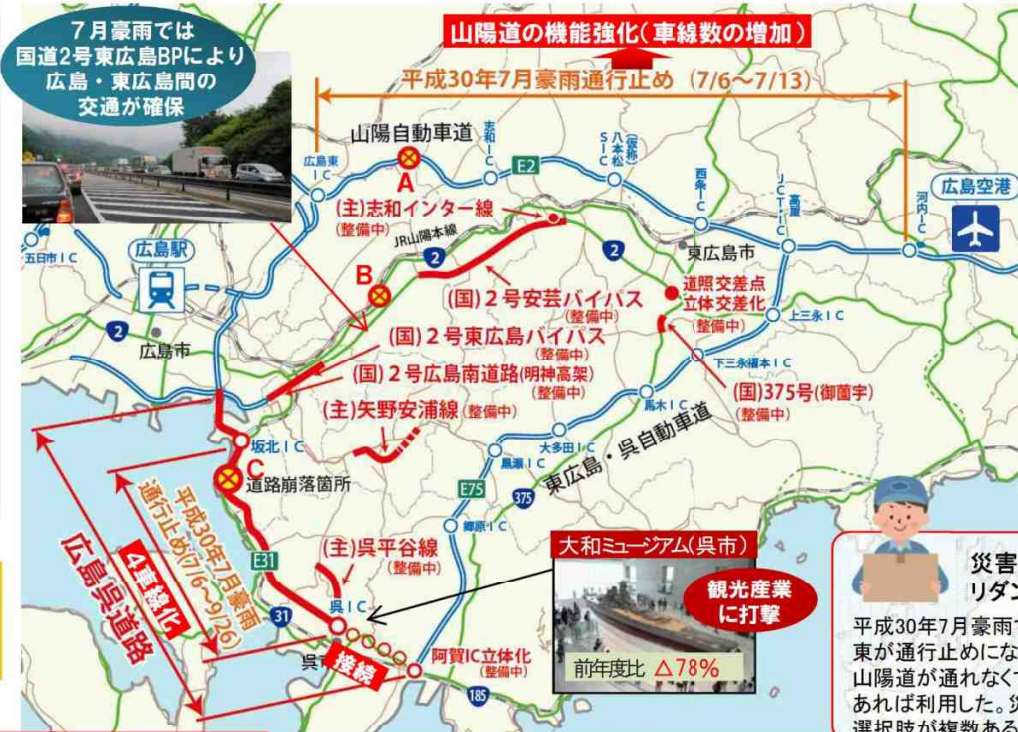 7月豪雨では
国道2号東広島BPにより
広島・東広島間の
交通が確保
山陽道の機能強化(車線数の増加)
平成30年7月豪雨通行止め (7/6～7/13)
山陽自動車道
A
広島東IC
志和IC
E2
(仮称)八本松SIC
西条IC
高屋JCT・IC
河内IC
広島空港
(主)志和インター線
(整備中)
JR山陽本線
2
2
東広島市
五日市IC
広島駅
B
(国)2号安芸バイパス
(整備中)
道照交差点
立体交差化
(整備中)
上三永IC
2
広島市
(国)2号東広島バイパス
(整備中)
(国)2号広島南道路(明神高架)
(整備中)
下三永福本IC
(国)375号(御薗宇)
(整備中)
馬木IC
(主)矢野安浦線(整備中)
坂北IC
大多田IC
黒瀬IC
東広島・呉自動車道
C
道路崩落箇所
E75
375
郷原IC
平成30年7月豪雨
通行止め(7/6～9/26)
4車線化
広島呉道路
E31
31
(主)呉平谷線
(整備中)
呉IC
呉市
接続
阿賀IC立体化
(整備中)
185
大和ミュージアム(呉市)
観光産業
に打撃
前年度比 △78%
災害
リダン
平成30年7月豪雨で
東が通行止めにな
山陽道が通れなくて
あれば利用した。災
選択肢が複数ある